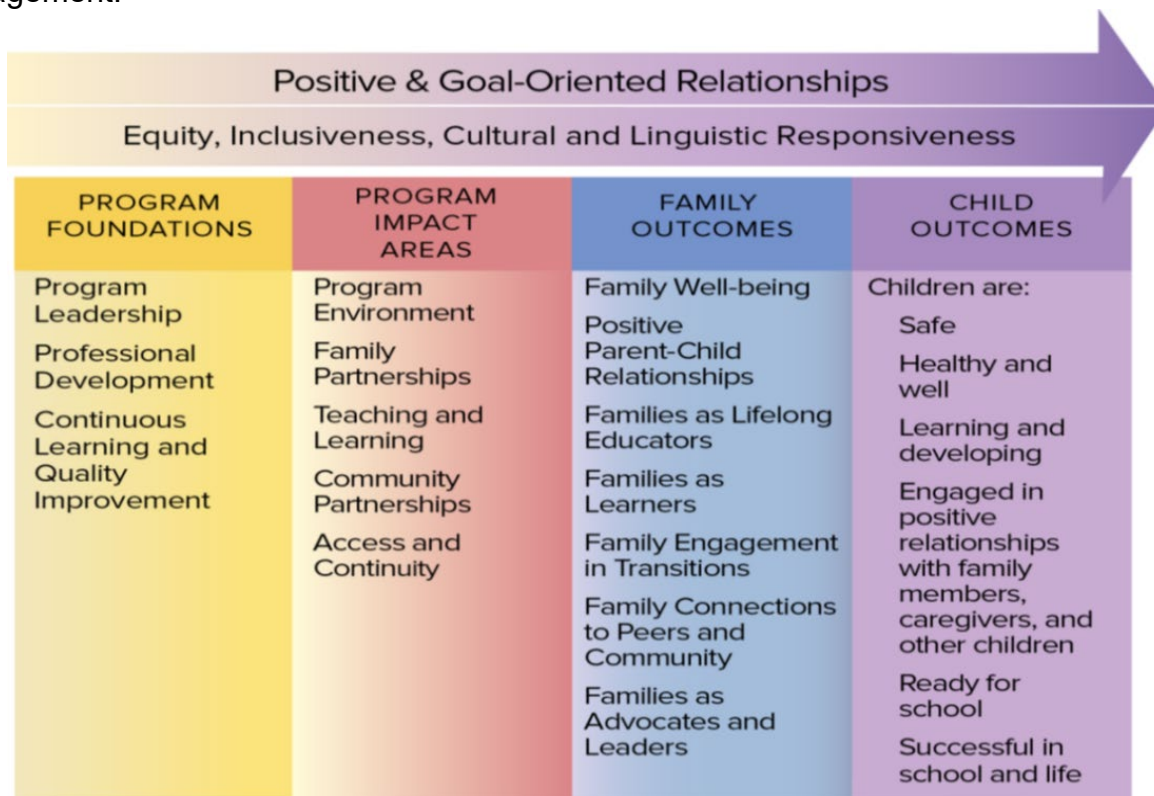 Positive & Goal-Oriented Relationships
Equity, Inclusiveness, Cultural and Linguistic Responsiveness
PROGRAM
FOUNDATIONS
Program
Leadership
Professional
Development
Continuous
Learning and
Quality
Improvement
PROGRAM
IMPACT
AREAS
Program
Environment
Family
Partnerships
Teaching and
Learning
Community
Partnerships
Access and
Continuity
FAMILY
OUTCOMES
Family Well-being
Positive
Parent-Child
Relationships
Families as Lifelong
Educators
Families as
Learners
Family Engagement
in Transitions
Family Connections
to Peers and
Community
Families as
Advocates and
Leaders
CHILD
OUTCOMES
Children are:
Safe
Healthy and
well
Learning and
developing
Engaged in
positive
relationships
with family
members,
caregivers, and
other children
Ready for
school
Successful in
school and life